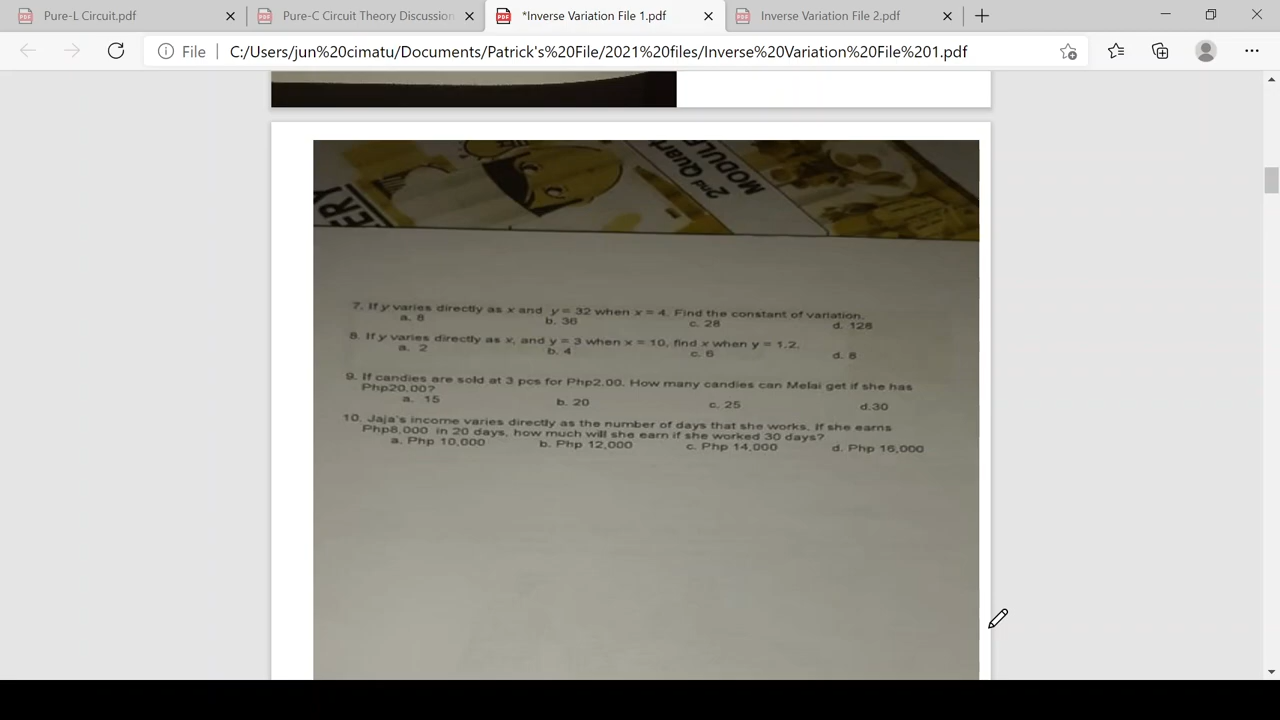 Pure-L Circuit.pdf
Pure-C Circuit Theory Discussion
*Inverse Variation File 1.pdf
Inverse Variation File 2.pdf
File
C:/Users/jun%20cimatu/Documents/Patrick's%20File/2021%20files/Inverse%20Variation%20File%201.pdf
ERY
2nd Quart
MODULE
7. If y varies directly as x and y = 32 when x = 4. Find the constant of variation.
a. 8 b. 36 c. 28 d. 128
8. If y varies directly as x, and y = 3 when x = 10, find x when y = 1.2.
a. 2 b. 4 c. 6 d. 8
9. If candies are sold at 3 pcs for Php2.00. How many candies can Melai get if she has
Php20.00?
a. 15 b. 20 c. 25 d.30
10. Jaja's income varies directly as the number of days that she works. If she earns
Php8,000 in 20 days, how much will she earn if she worked 30 days?
a. Php 10,000 b. Php 12,000 c. Php 14,000 d. Php 16,000